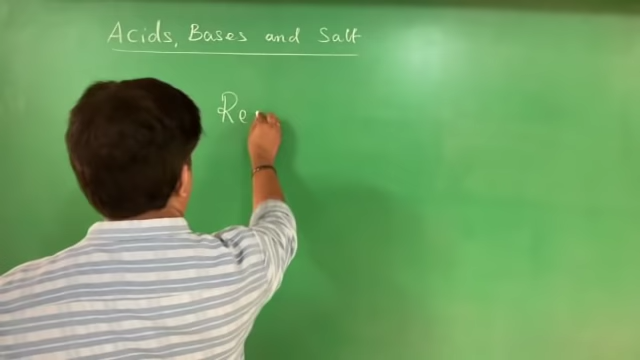 Acids, Bases and Salt
Re